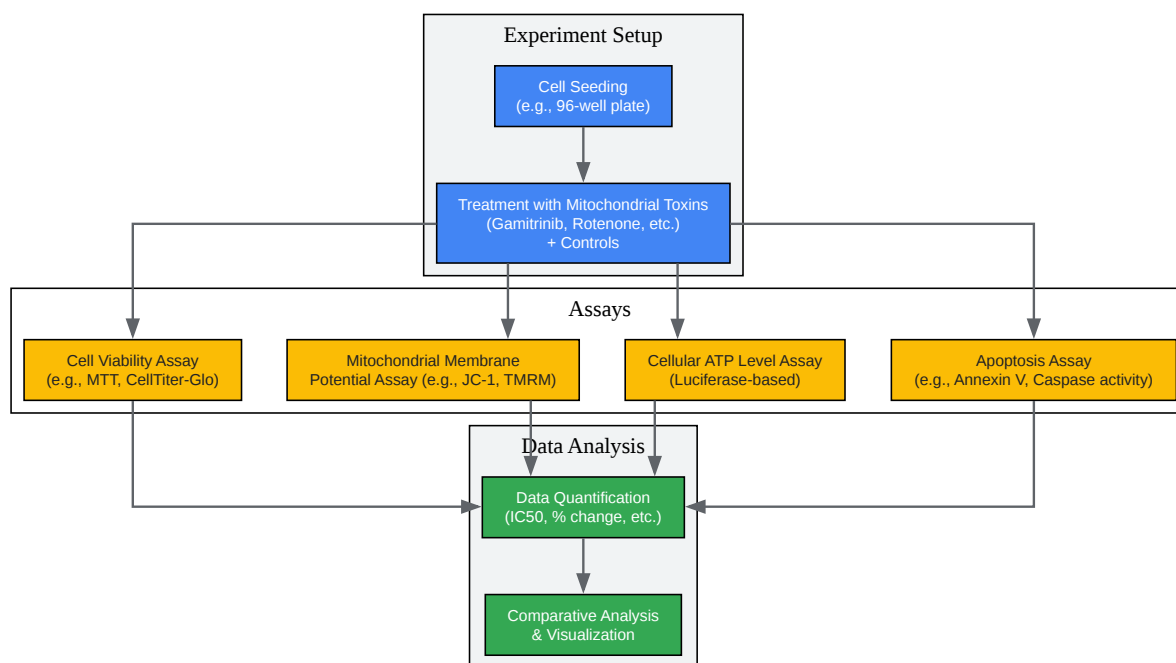 Experiment Setup
Cell Seeding
(e.g., 96-well plate)
Treatment with Mitochondrial Toxins
(Gamitrinib, Rotenone, etc.)
+ Controls
Assays
Cell Viability Assay
(e.g., MTT, CellTiter-Glo)
Mitochondrial Membrane
Potential Assay (e.g., JC-1, TMRM)
Cellular ATP Level Assay
(Luciferase-based)
Apoptosis Assay
(e.g., Annexin V, Caspase activity)
Data Analysis
Data Quantification
(IC50, % change, etc.)
Comparative Analysis
& Visualization